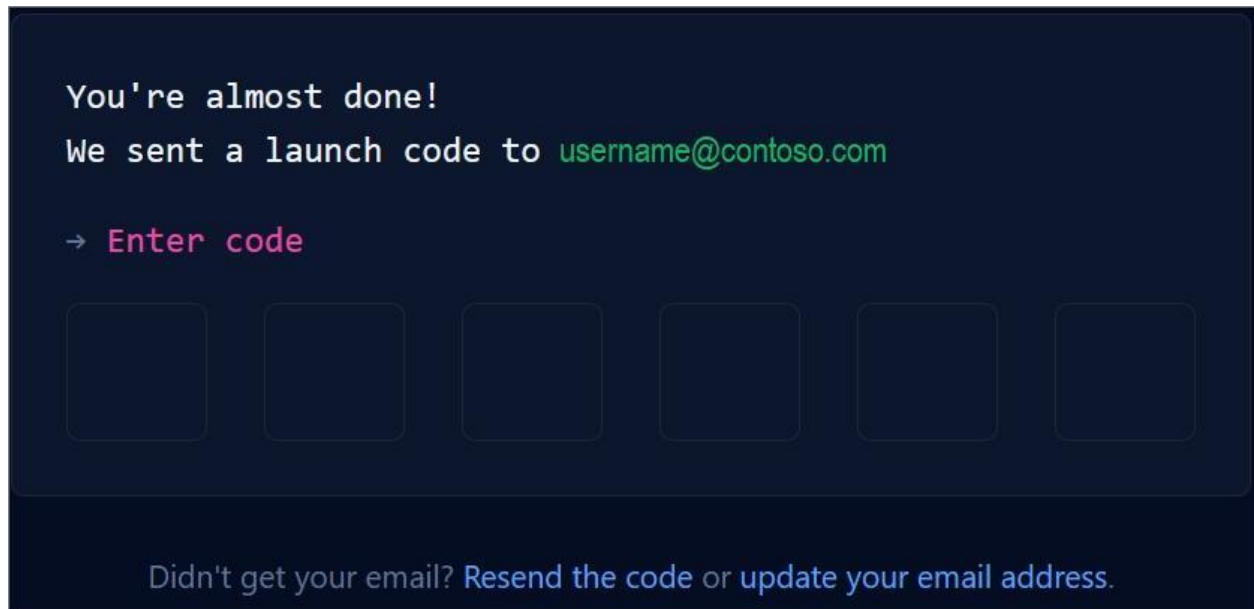 You're almost done!
We sent a launch code to username@contoso.com
→ Enter code
Didn't get your email? Resend the code or update your email address.